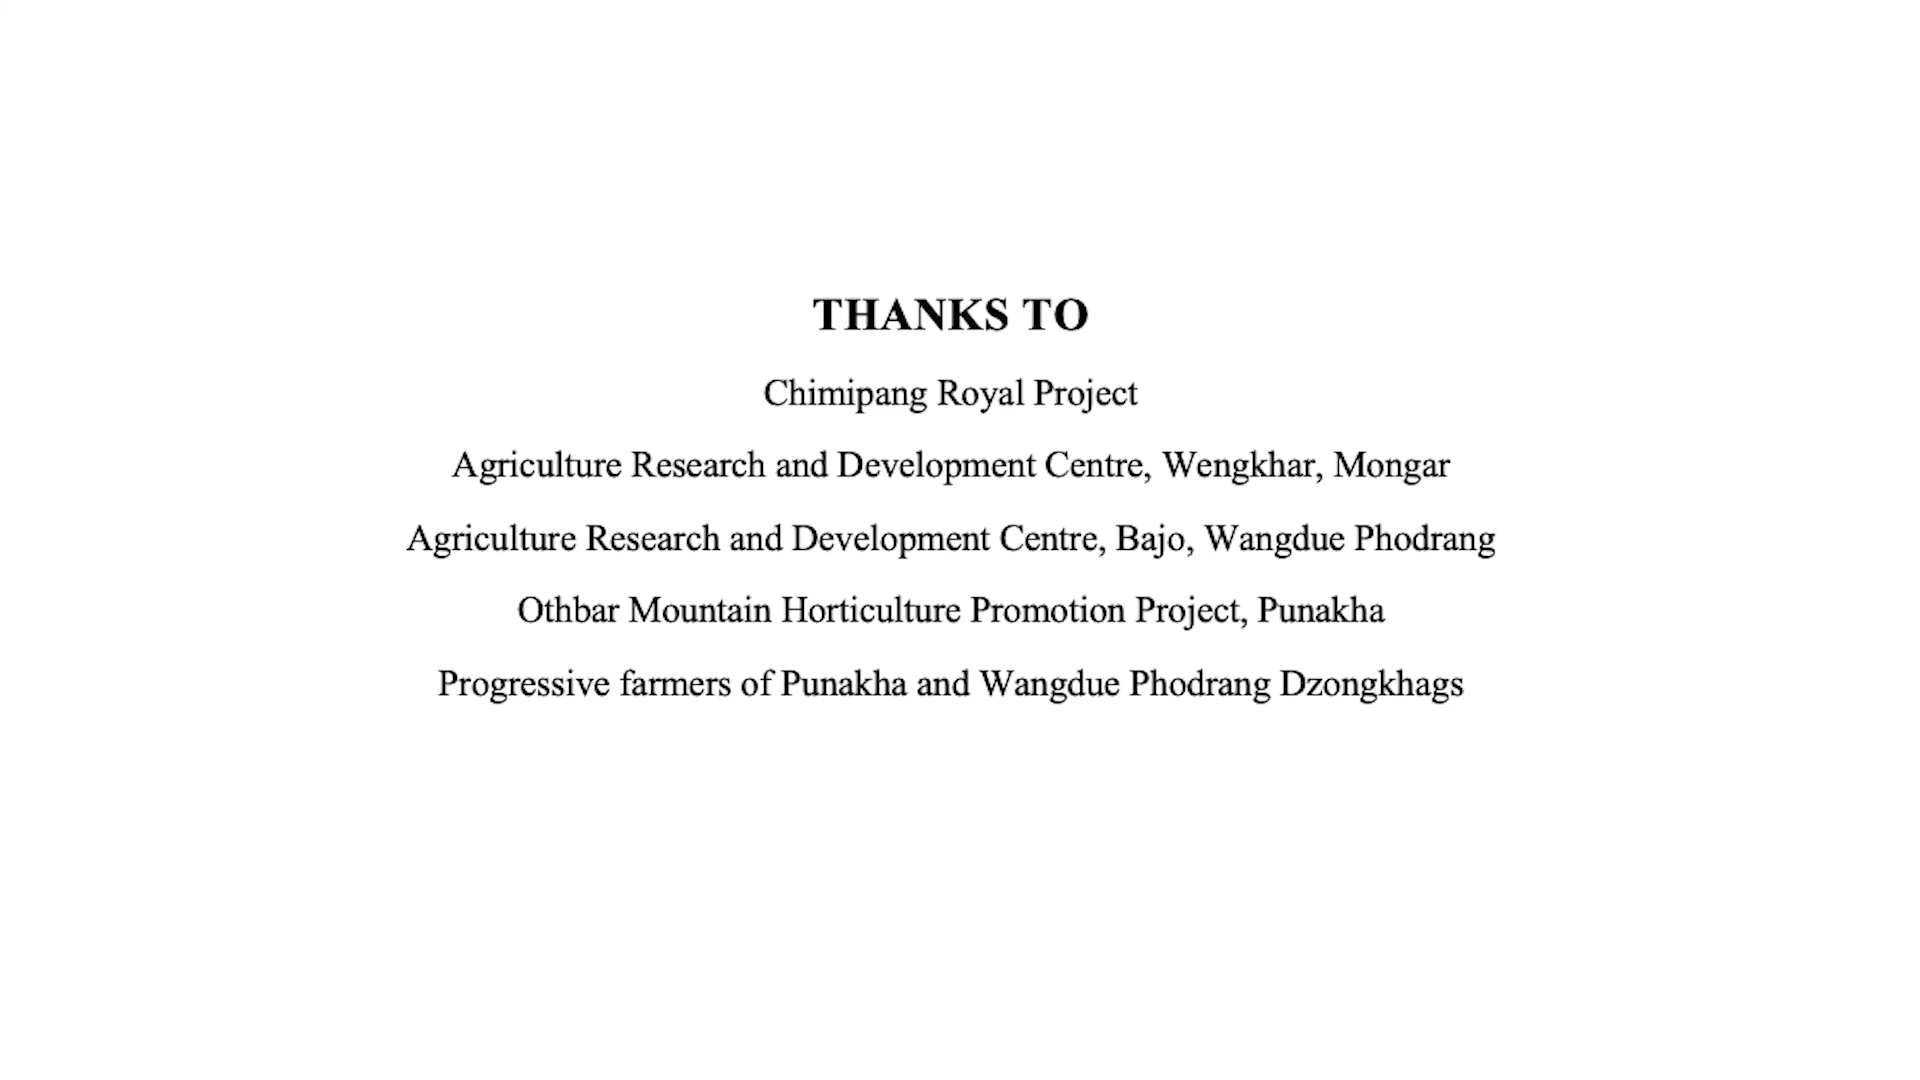 THANKS TO
Chimipang Royal Project
Agriculture Research and Development Centre, Wengkhar, Mongar
Agriculture Research and Development Centre, Bajo, Wangdue Phodrang
Othbar Mountain Horticulture Promotion Project, Punakha
Progressive farmers of Punakha and Wangdue Phodrang Dzongkhags